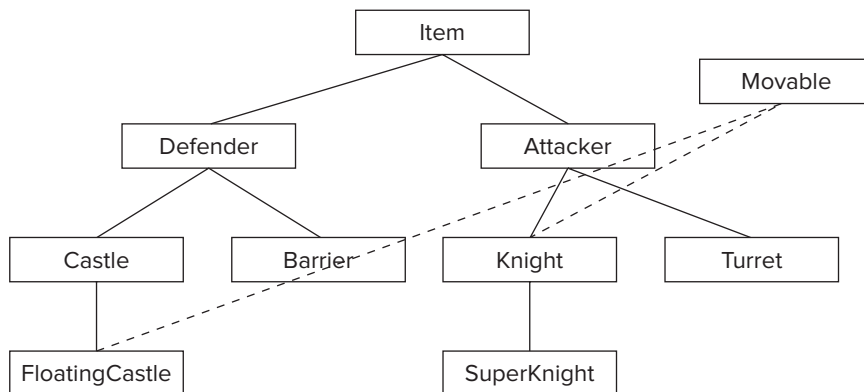 Item
Movable
Defender
Attacker
Castle
Barrier
Knight
Turret
FloatingCastle
SuperKnight